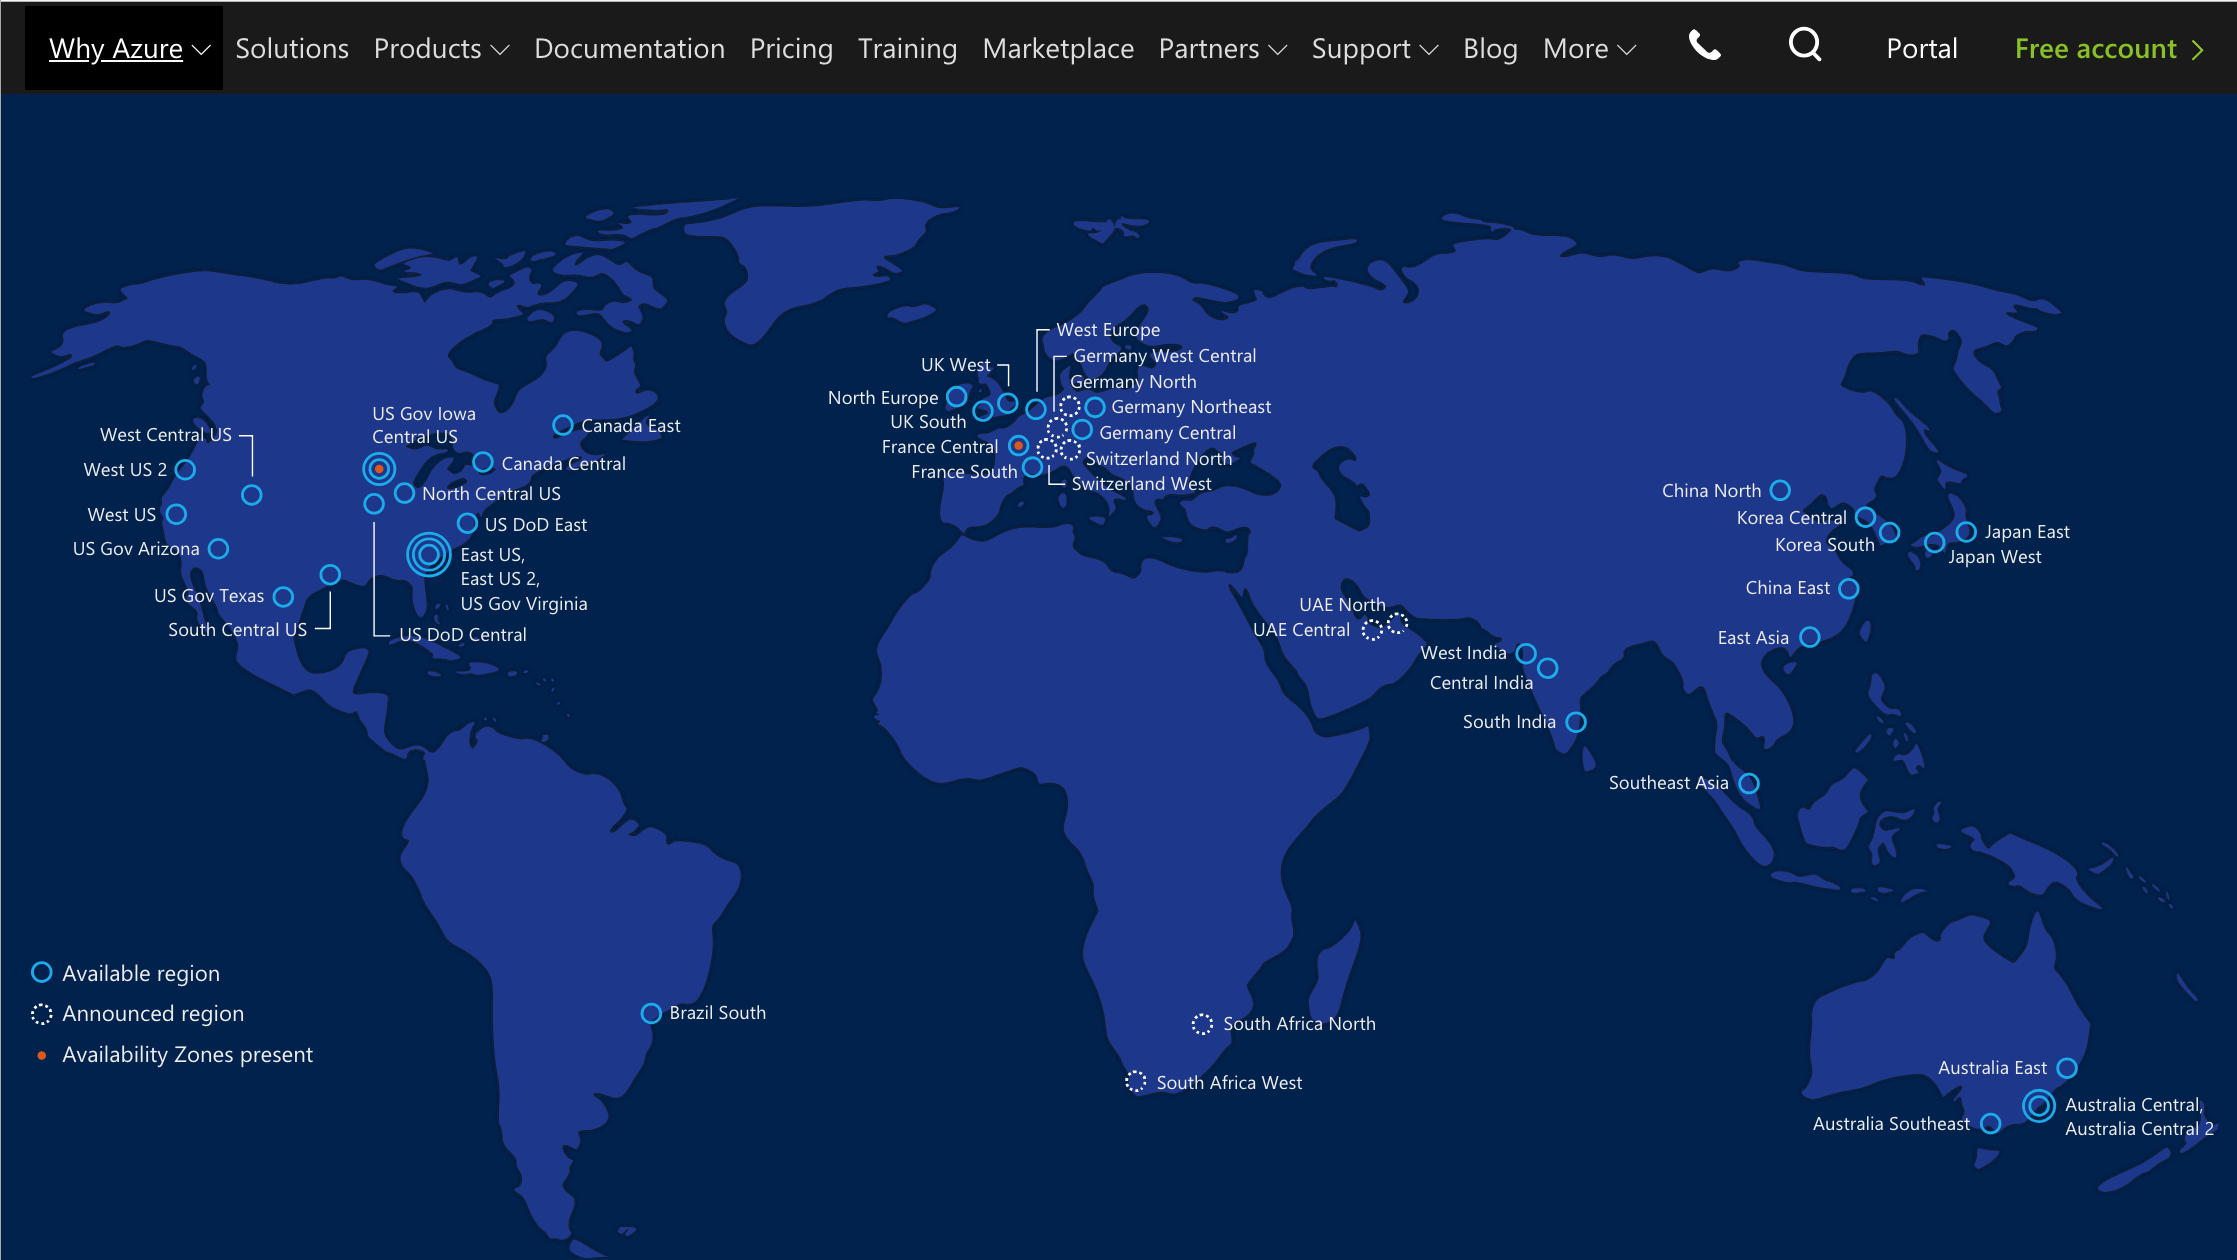 Why Azure Solutions Products Documentation Pricing Training Marketplace Partners Support Blog More Portal Free account
West Europe
Germany West Central
UK West
Germany North
North Europe
Germany Northeast
UK South
Germany Central
France Central
Switzerland North
France South
Switzerland West
US Gov Iowa
Central US
Canada East
West Central US
Canada Central
West US 2
North Central US
West US
US DoD East
US Gov Arizona
East US,
East US 2,
US Gov Virginia
US Gov Texas
South Central US
US DoD Central
China North
Korea Central
Korea South
Japan East
Japan West
China East
East Asia
UAE North
UAE Central
West India
Central India
South India
Southeast Asia
Available region
Announced region
Availability Zones present
Brazil South
South Africa North
South Africa West
Australia East
Australia Central,
Australia Central 2
Australia Southeast